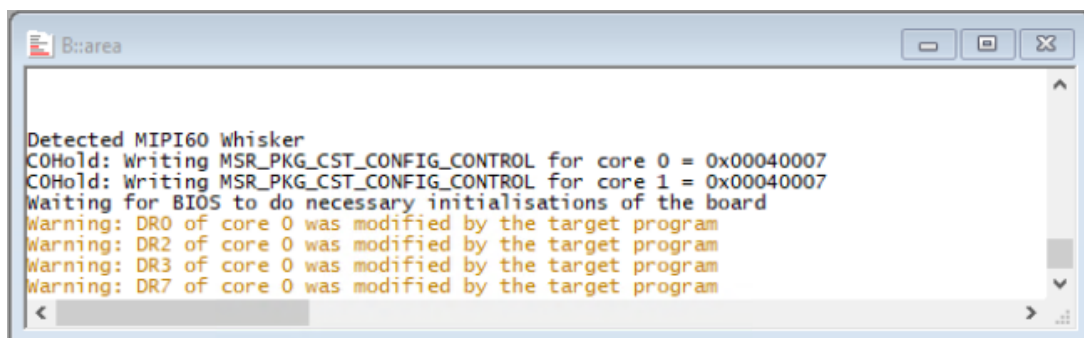 B::area
Detected MIPI60 Whisker
C0Hold: Writing MSR_PKG_CST_CONFIG_CONTROL for core 0 = 0x00040007
C0Hold: Writing MSR_PKG_CST_CONFIG_CONTROL for core 1 = 0x00040007
Waiting for BIOS to do necessary initialisations of the board
Warning: DR0 of core 0 was modified by the target program
Warning: DR2 of core 0 was modified by the target program
Warning: DR3 of core 0 was modified by the target program
Warning: DR7 of core 0 was modified by the target program